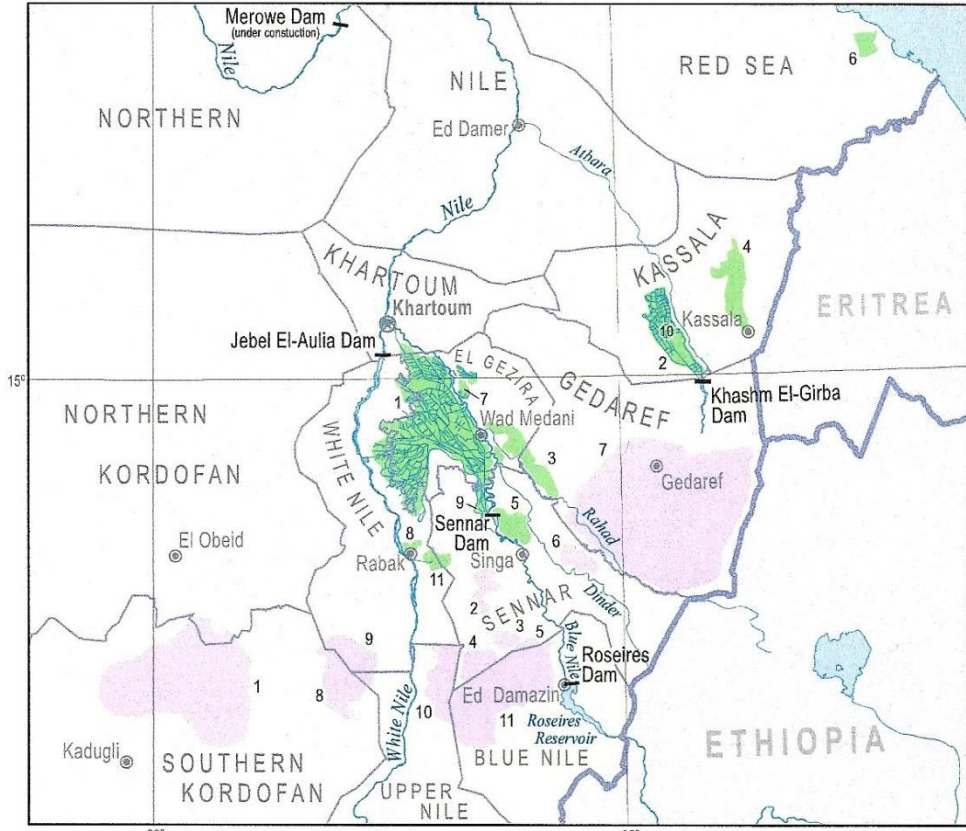 Merowe Dam
(under constuction)
Nile
Nile
NORTHERN
NILE
RED SEA
6
Ed Damer
Atbara
Nile
KHARTOUM
Khartoum
KASSALA
4
Kassala
10
2
ERITREA
Jebel El-Aulia Dam
15°
EL GEZIRA
GEDAREF
Khashm El-Girba
Dam
1
7
Wad Medani
NORTHERN
KORDOFAN
WHITE NILE
3
7
Gedaref
9
5
Sennar
Dam
Rahad
El Obeid
8
Rabak
11
Singa
6
Dinder
2
SENNAR
3
5
9
4
Blue Nile
Roseires
Dam
1
8
10
White Nile
Ed Damazin
11
Roseires
Reservoir
BLUE NILE
ETHIOPIA
Kadugli
SOUTHERN
KORDOFAN
UPPER
NILE